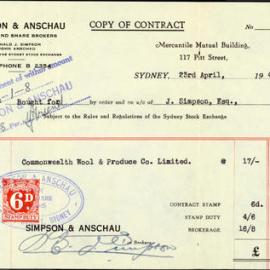 ON & ANSCHAU
COPY OF CONTRACT
AND SHARE BROKERS
Mercantile Mutual Building,
117 Pitt Street,
SYDNEY, 23rd April, 19
Bought for by order and on a/c of J. Simpson, Esq.,
Subject to the Rules and Regulations of the Sydney Stock Exchange
Commonwealth Wool & Produce Co. Limited. @ 17/-
6D
STAMP DUTY
SYDNEY
CONTRACT STAMP 6d.
STAMP DUTY 4/6
SIMPSON & ANSCHAU BROKERAGE 16/8
£